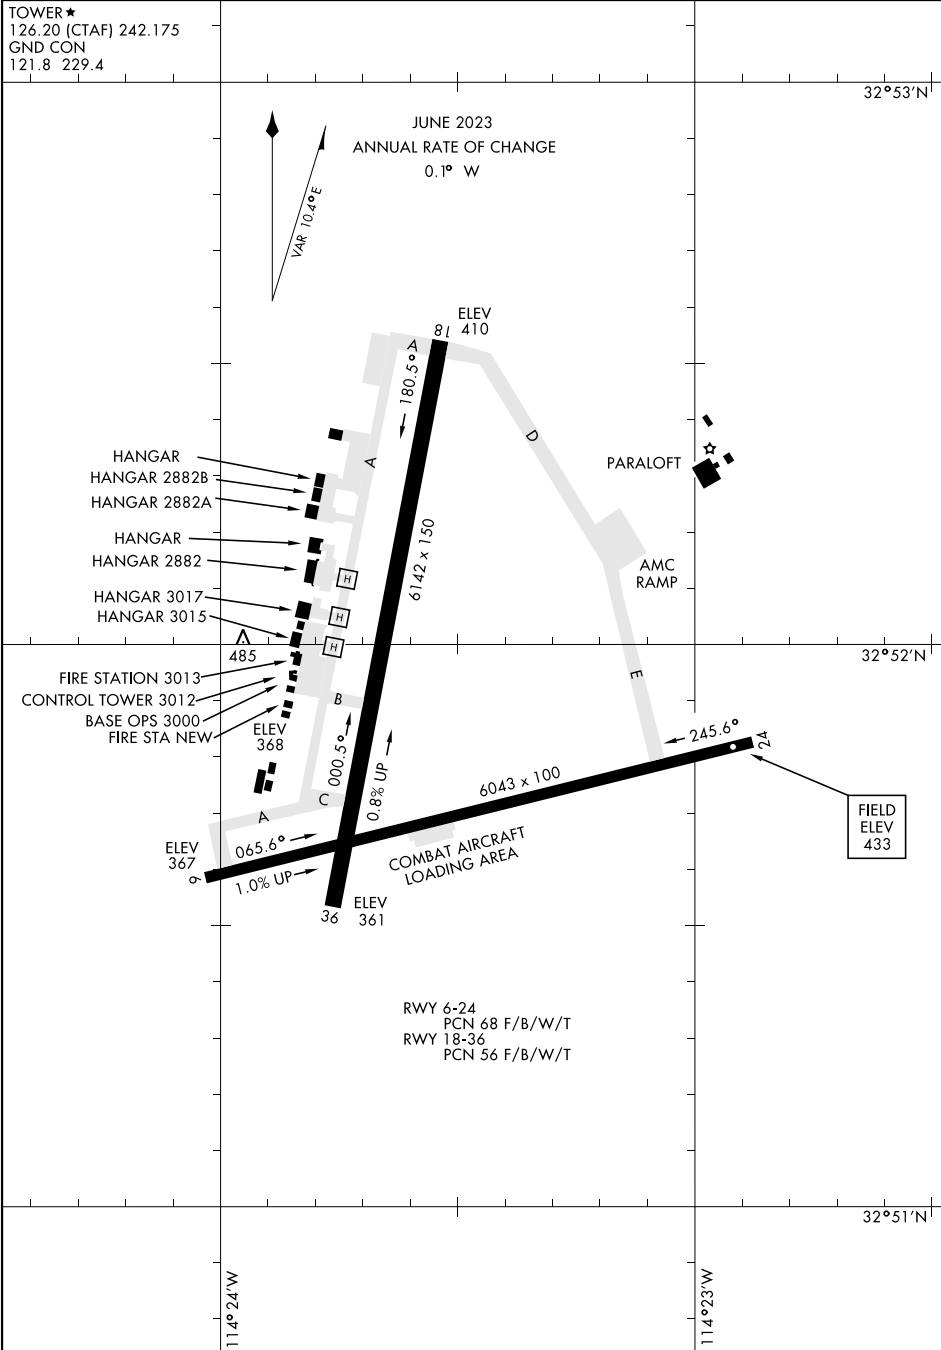 TOWER★
126.20 (CTAF) 242.175
GND CON
121.8 229.4
32°53'N
JUNE 2023
ANNUAL RATE OF CHANGE
0.1° W
VAR 10.4°E
ELEV
410
18
A
180.5°
D
A
HANGAR
HANGAR 2882B
HANGAR 2882A
HANGAR
HANGAR 2882
HANGAR 3017
HANGAR 3015
485
FIRE STATION 3013
CONTROL TOWER 3012
BASE OPS 3000
FIRE STA NEW
ELEV
368
H
H
H
6142 x 150
PARALOFT
AMC
RAMP
32°52'N
E
B
000.5°
0.8% UP
245.6°
24
6043 x 100
C
A
FIELD
ELEV
433
ELEV
367
065.6°
COMBAT AIRCRAFT
LOADING AREA
6
1.0% UP
36
ELEV
361
RWY 6-24
PCN 68 F/B/W/T
RWY 18-36
PCN 56 F/B/W/T
32°51'N
114°24'W
114°23'W